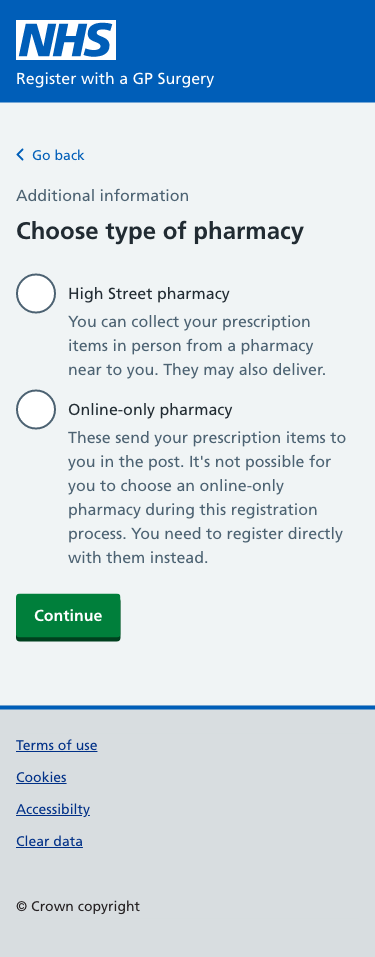 NHS
Register with a GP Surgery
Go back
Additional information
Choose type of pharmacy
High Street pharmacy
You can collect your prescription
items in person from a pharmacy
near to you. They may also deliver.
Online-only pharmacy
These send your prescription items to
you in the post. It's not possible for
you to choose an online-only
pharmacy during this registration
process. You need to register directly
with them instead.
Continue
Terms of use
Cookies
Accessibilty
Clear data
© Crown copyright